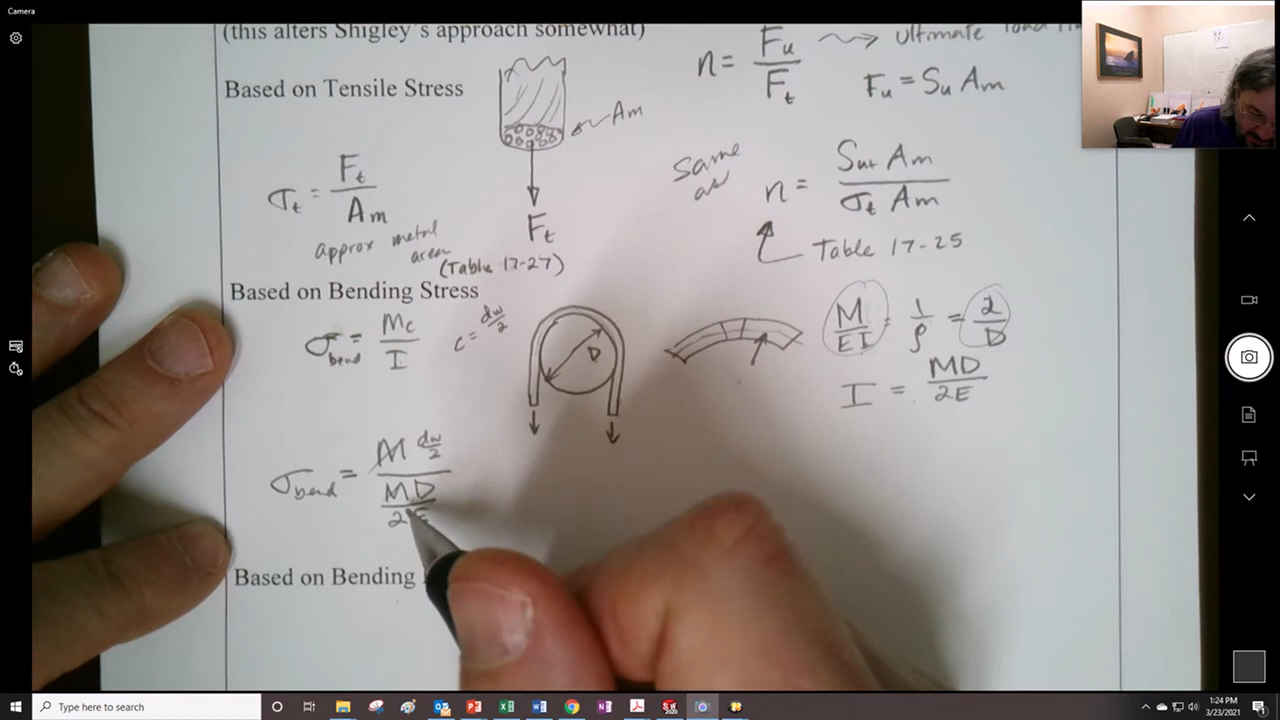 Camera
(this alters Shigley's approach somewhat)
n = Fu / Ft ⟿ ultimate load
Fu = Su Am
Based on Tensile Stress
Am
σt = Ft / Am
approx metal area
(Table 17-27)
Ft
same as
n = Sut Am / σt Am
Table 17-25
Based on Bending Stress
σbend = Mc / I
c = dw/2
D
M/EI = 1/ρ = 2/D
I = MD/2E
σbend = M dw/2 / MD/2E
Based on Bending
Type here to search
1:24 PM
3/23/2021